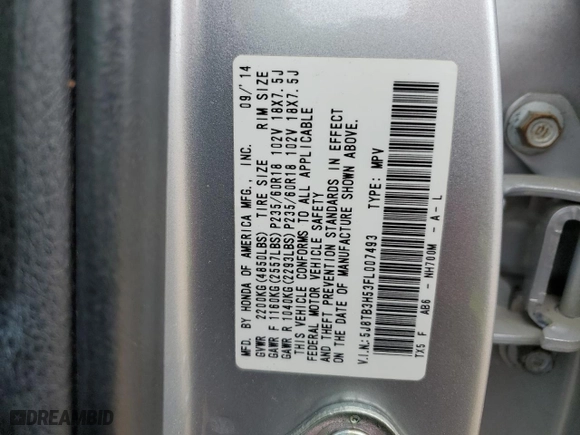 MFD. BY HONDA OF AMERICA MFG., INC. 09/'14
GVWR 2200KG(4850LBS) TIRE SIZE RIM SIZE
GAWR F 1160KG(2557LBS) P235/60R18 102V 18X7.5J
GAWR R 1040KG(2293LBS) P235/60R18 102V 18X7.5J
THIS VEHICLE CONFORMS TO ALL APPLICABLE
FEDERAL MOTOR VEHICLE SAFETY
AND THEFT PREVENTION STANDARDS IN EFFECT
ON THE DATE OF MANUFACTURE SHOWN ABOVE.
V.I.N.:5J8TB3H53FL007493 TYPE: MPV
TX5 F AB6 - NH700M - A - L
DREAMBID